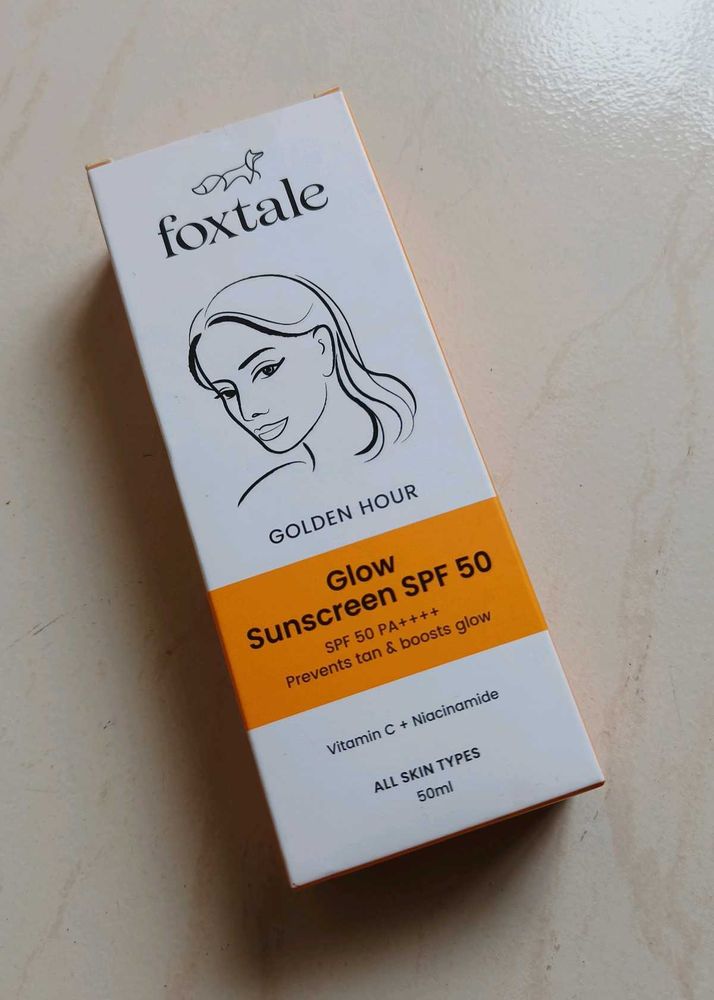 foxtale
GOLDEN HOUR
Glow
Sunscreen SPF 50
SPF 50 PA++++
Prevents tan & boosts glow
Vitamin C + Niacinamide
ALL SKIN TYPES
50ml